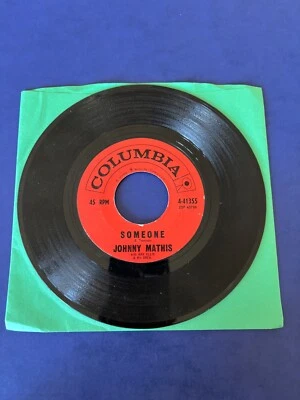 COLUMBIA
45 RPM
4-41355
SOMEONE
JOHNNY MATHIS